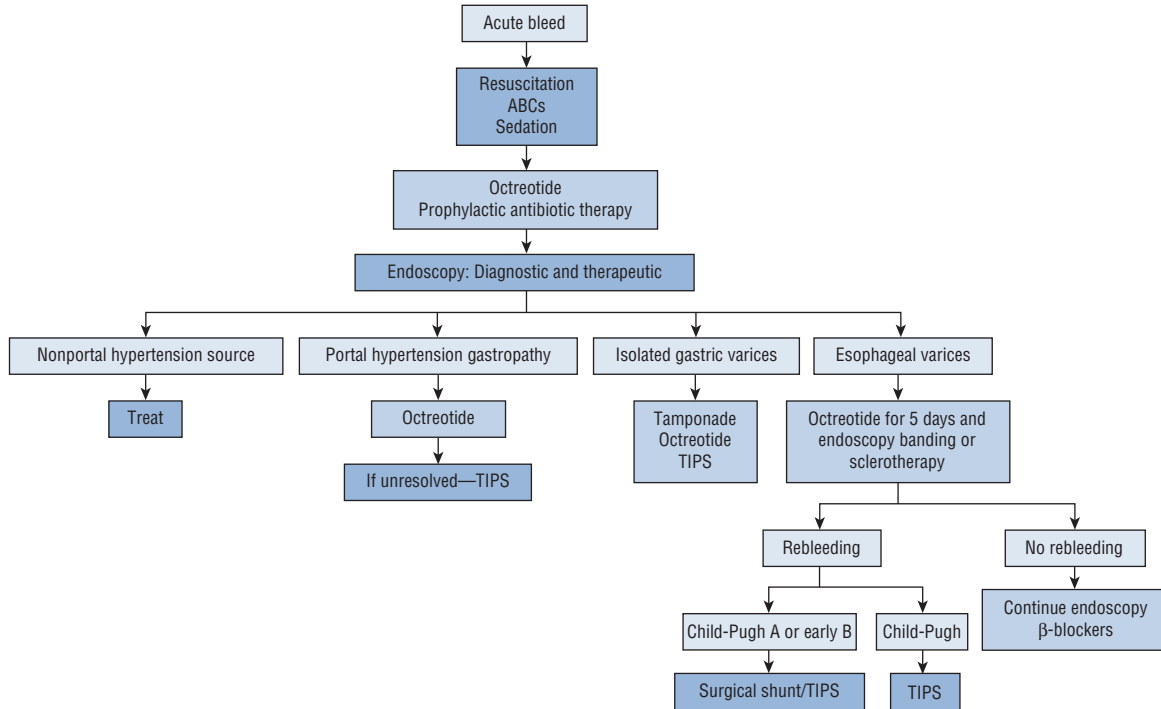 Acute bleed
Resuscitation
ABCs
Sedation
Octreotide
Prophylactic antibiotic therapy
Endoscopy: Diagnostic and therapeutic
Nonportal hypertension source
Portal hypertension gastropathy
Isolated gastric varices
Esophageal varices
Treat
Octreotide
Tamponade
Octreotide
TIPS
Octreotide for 5 days and
endoscopy banding or
sclerotherapy
If unresolved—TIPS
Rebleeding
No rebleeding
Child-Pugh A or early B
Child-Pugh
Continue endoscopy
β-blockers
Surgical shunt/TIPS
TIPS